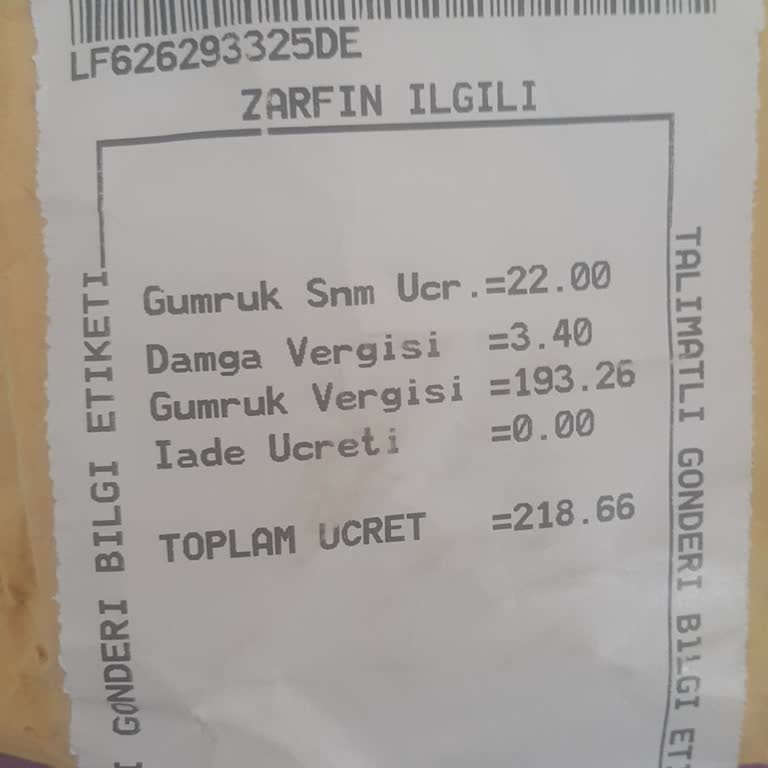 LF626293325DE
ZARFIN ILGILI
Gumruk Snm Ucr.=22.00
Damga Vergisi =3.40
Gumruk Vergisi =193.26
Iade Ucreti =0.00
TOPLAM UCRET =218.66
GONDERI BILGI ETIKETI
TALIMATLI GONDERI BILGI